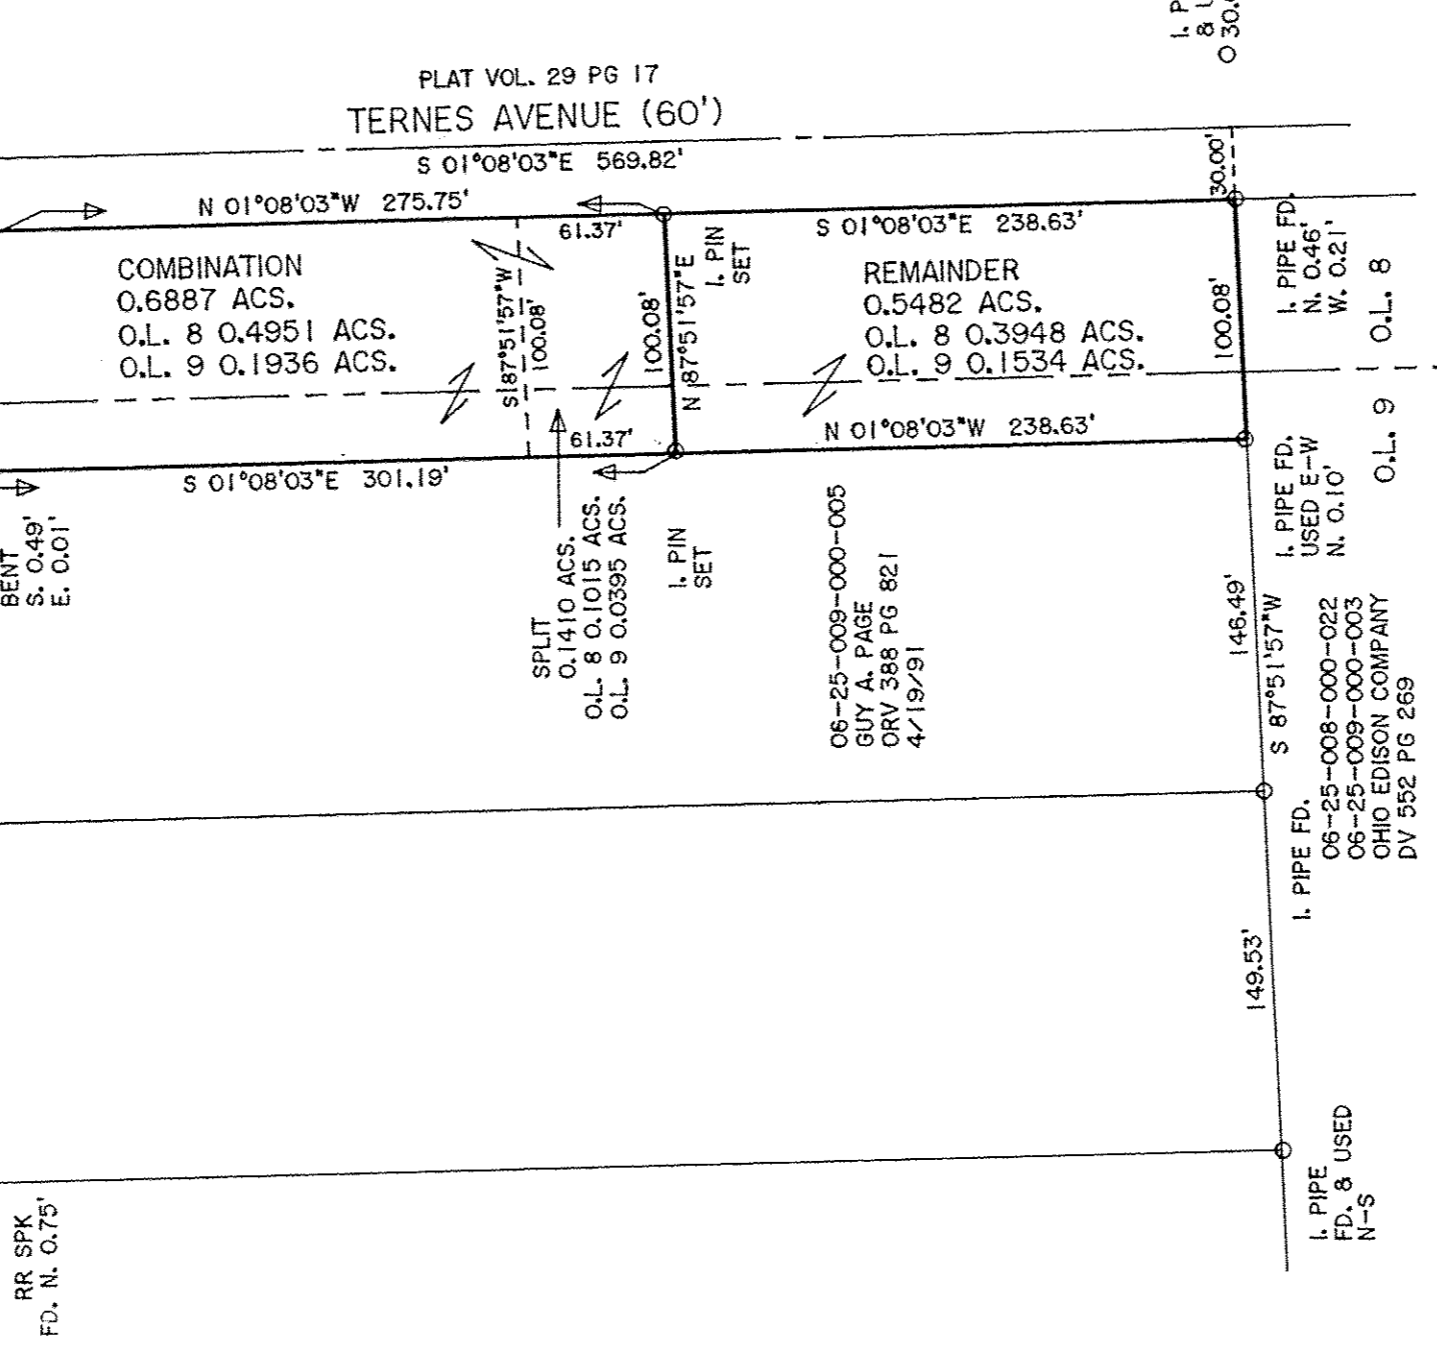 I. P
& U
O 30.
PLAT VOL. 29 PG 17
TERNES AVENUE (60')
S 01°08'03"E 569.82'
N 01°08'03"W 275.75'
61.37'
S 01°08'03"E 238.63'
30.00'
COMBINATION
0.6887 ACS.
O.L. 8 0.4951 ACS.
O.L. 9 0.1936 ACS.
S 87°51'57"W
100.08'
100.08'
N 87°51'57"E
I. PIN
SET
REMAINDER
0.5482 ACS.
O.L. 8 0.3948 ACS.
O.L. 9 0.1534 ACS.
100.08'
I. PIPE FD.
N. 0.46'
W. 0.21'
O.L. 8
O.L. 9
S 01°08'03"E 301.19'
61.37'
N 01°08'03"W 238.63'
BENT
S. 0.49'
E. 0.01'
SPLIT
0.1410 ACS.
O.L. 8 0.1015 ACS.
O.L. 9 0.0395 ACS.
I. PIN
SET
06-25-009-000-005
GUY A. PAGE
ORV 388 PG 821
4/19/91
I. PIPE FD.
USED E-W
N. 0.10'
146.49'
S 87°51'57"W
06-25-008-000-022
06-25-009-000-003
OHIO EDISON COMPANY
DV 552 PG 269
I. PIPE FD.
149.53'
I. PIPE
FD. & USED
N-S
RR SPK
FD. N. 0.75'